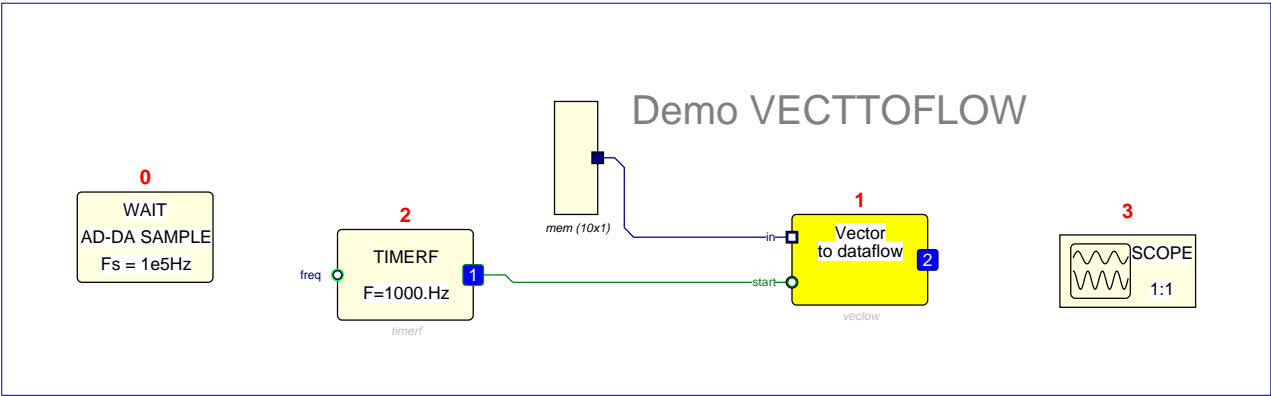 Demo VECTTOFLOW
0
WAIT
AD-DA SAMPLE
Fs = 1e5Hz
2
freq
TIMERF
F=1000.Hz
1
timerf
mem (10x1)
1
in
start
Vector
to dataflow
2
veclow
3
SCOPE
1:1